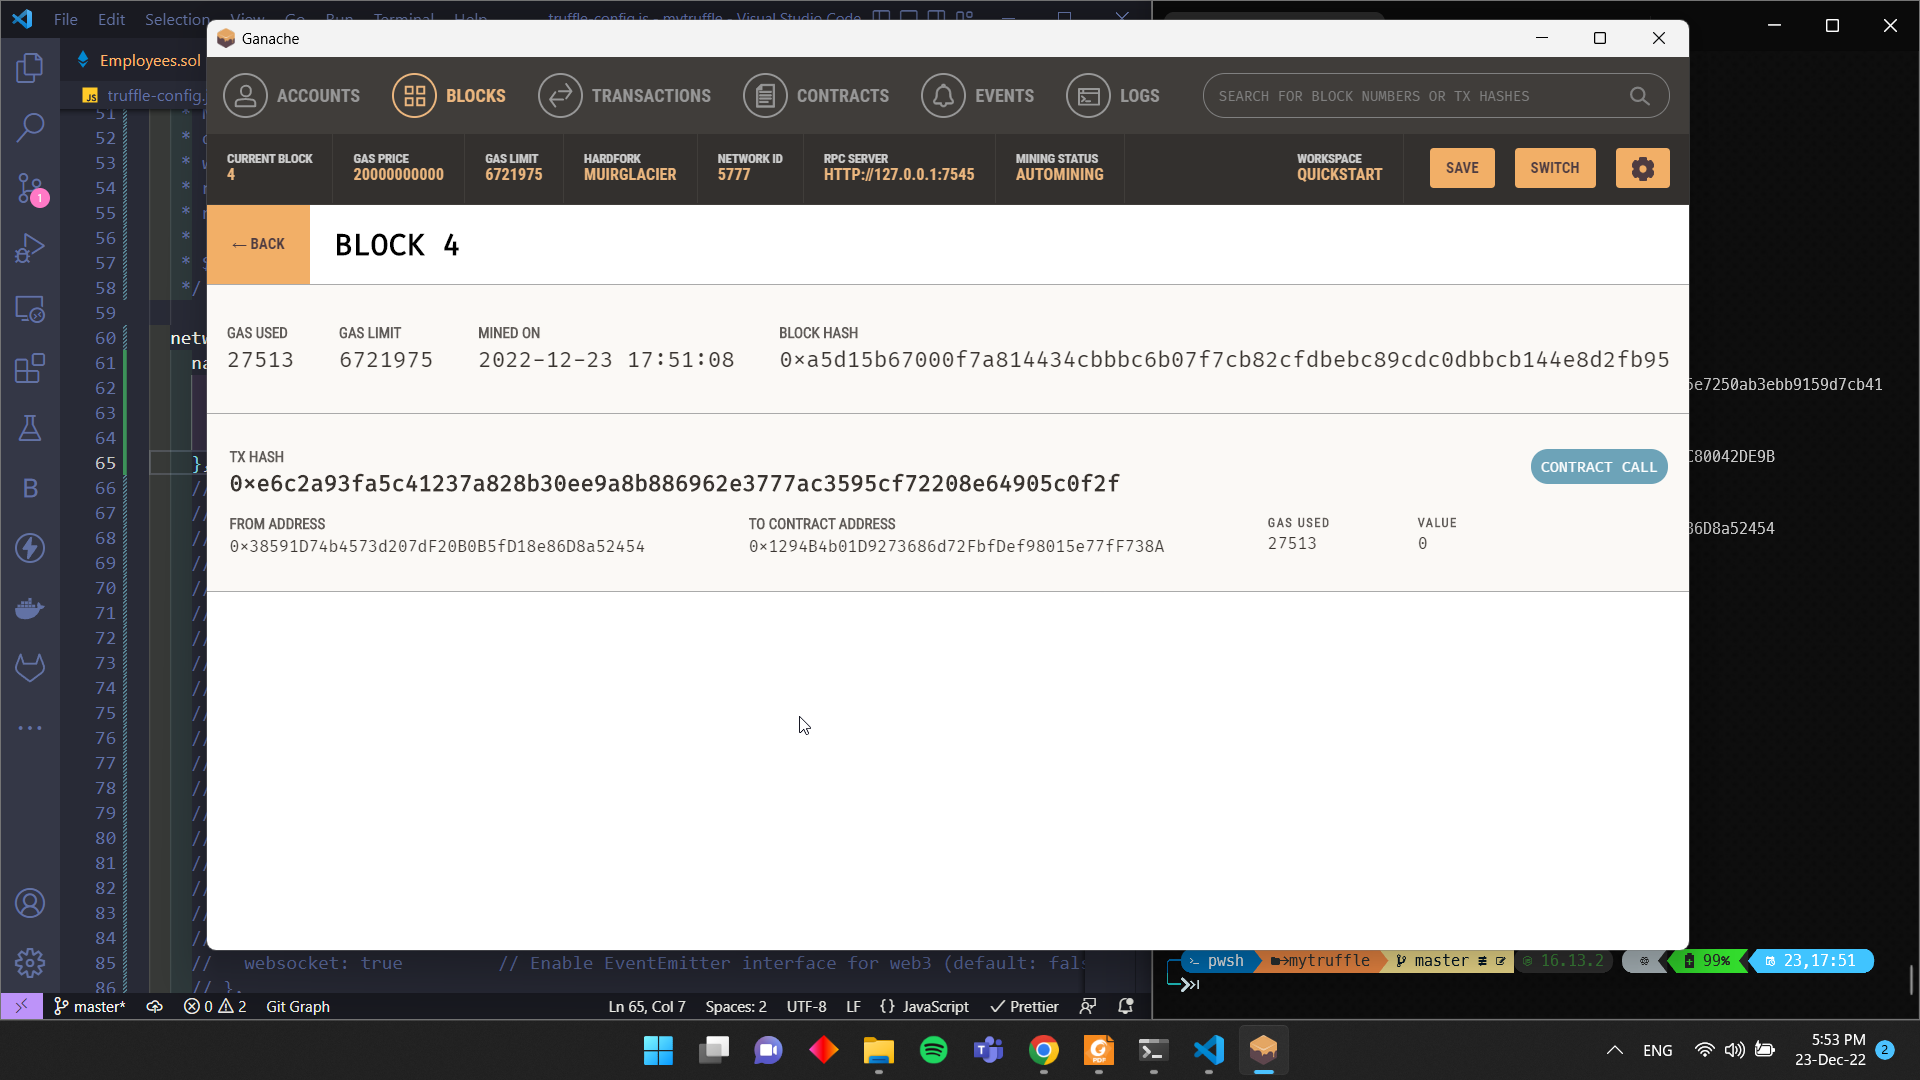 File Edit Selection View Go Run Terminal Help truffle-config.js - mytruffle - Visual Studio Code
Ganache
Employees.sol
truffle-config.
ACCOUNTS BLOCKS TRANSACTIONS CONTRACTS EVENTS LOGS SEARCH FOR BLOCK NUMBERS OR TX HASHES
CURRENT BLOCK GAS PRICE GAS LIMIT HARDFORK NETWORK ID RPC SERVER MINING STATUS WORKSPACE
4 20000000000 6721975 MUIRGLACIER 5777 HTTP://127.0.0.1:7545 AUTOMINING QUICKSTART
SAVE SWITCH
← BACK BLOCK 4
GAS USED GAS LIMIT MINED ON BLOCK HASH
27513 6721975 2022-12-23 17:51:08 0×a5d15b67000f7a814434cbbbc6b07f7cb82cfdbebc89cdc0dbbcb144e8d2fb95
TX HASH
0×e6c2a93fa5c41237a828b30ee9a8b886962e3777ac3595cf72208e64905c0f2f
CONTRACT CALL
FROM ADDRESS TO CONTRACT ADDRESS GAS USED VALUE
0×38591D74b4573d207dF20B0B5fD18e86D8a52454 0×1294B4b01D9273686d72FbfDef98015e77fF738A 27513 0
51
52 *
53 * w
54 *
55 *
56 *
57 * $
58 */
59
60 netw
61 na
62
63
64
65 }
66 //
67 //
68 //
69 //
70 //
71 //
72 //
73 //
74 //
75 //
76 //
77 //
78 //
79 //
80 //
81 //
82 //
83 //
84 //
85 // websocket: true // Enable EventEmitter interface for web3 (default: fal
86 // },
1
5e7250ab3ebb9159d7cb41
C80042DE9B
86D8a52454
pwsh mytruffle master 16.13.2 99% 23,17:51
master* 0 2 Git Graph Ln 65, Col 7 Spaces: 2 UTF-8 LF {} JavaScript Prettier
ENG 5:53 PM
23-Dec-22 2